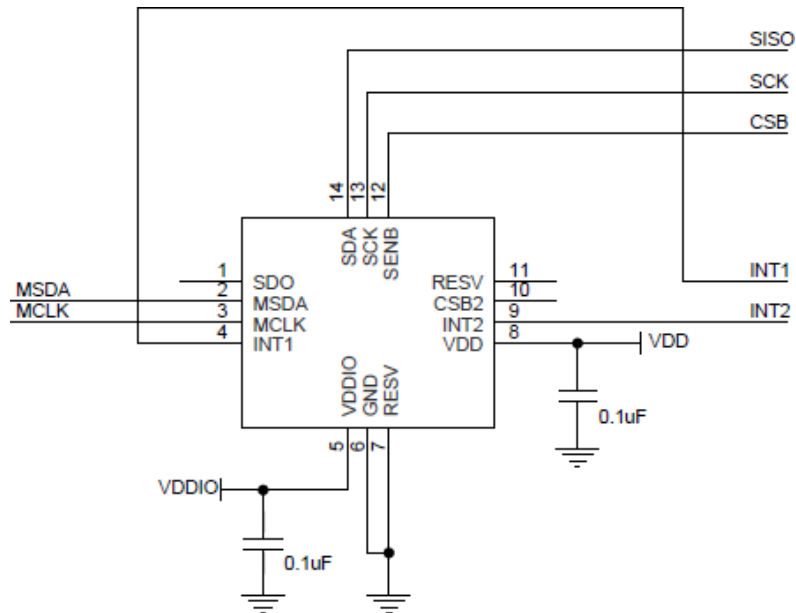 SISO
SCK
CSB
14
13
12
SDA
SCK
SENB
1
SDO
RESV
11
MSDA
2
MSDA
CSB2
10
MCLK
3
MCLK
INT2
9
INT2
4
INT1
VDD
8
INT1
VDD
VDDIO
GND
RESV
0.1uF
5
6
7
VDDIO
0.1uF